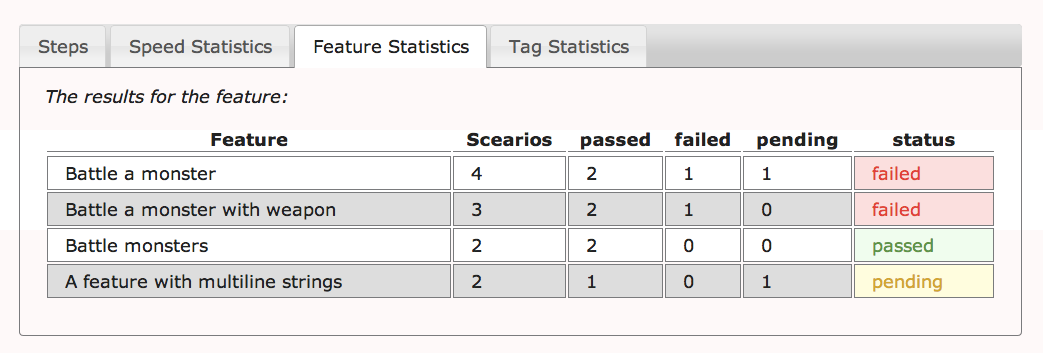 Steps Speed Statistics Feature Statistics Tag Statistics
The results for the feature:
Feature Scearios passed failed pending status
Battle a monster 4 2 1 1 failed
Battle a monster with weapon 3 2 1 0 failed
Battle monsters 2 2 0 0 passed
A feature with multiline strings 2 1 0 1 pending